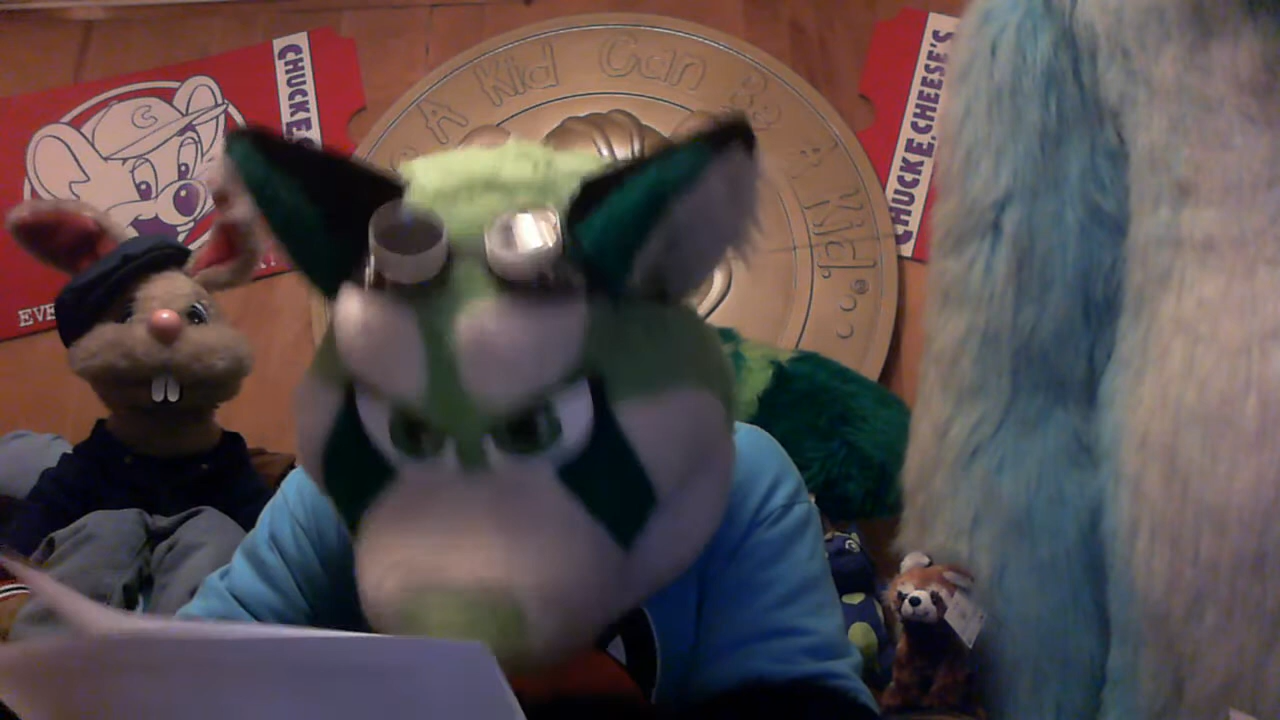 CHUCK E
EVE
C
A Kid Can Be A Kid...
CHUCK E. CHEESE'S